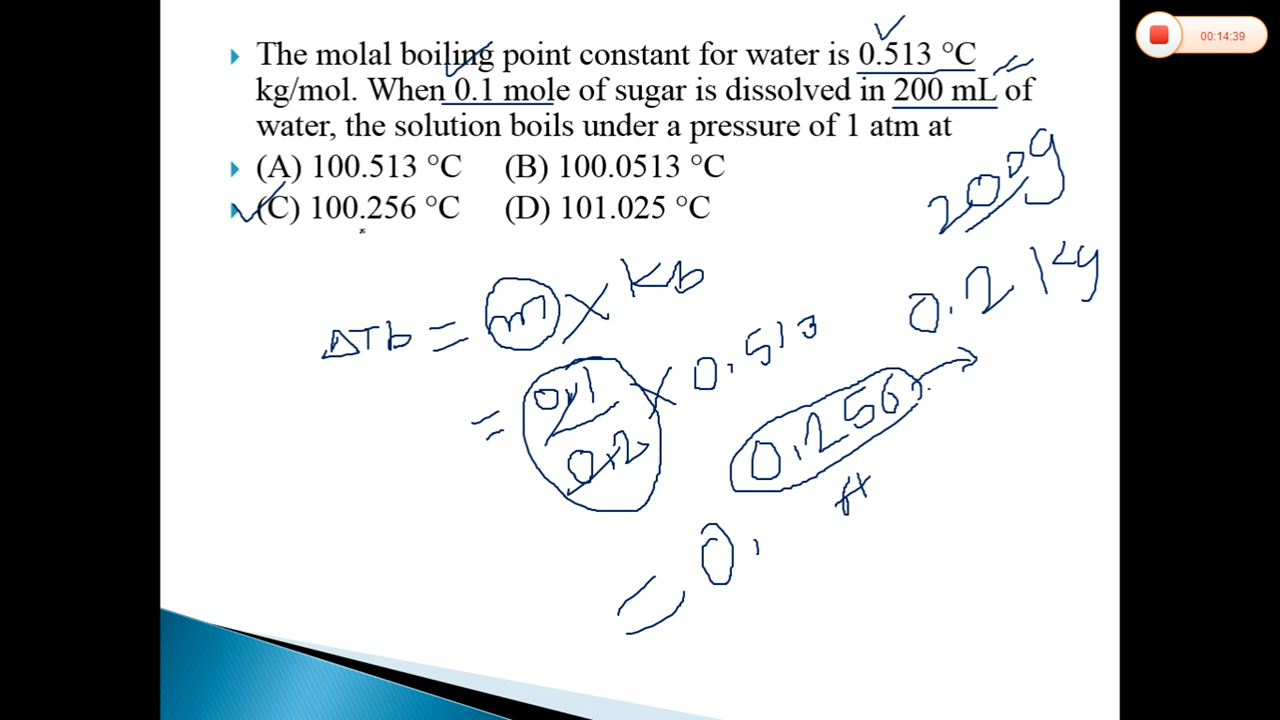 00:14:39
The molal boiling point constant for water is 0.513 °C
kg/mol. When 0.1 mole of sugar is dissolved in 200 mL of
water, the solution boils under a pressure of 1 atm at
(A) 100.513 °C (B) 100.0513 °C
(C) 100.256 °C (D) 101.025 °C
200g
0.2 kg
ΔTb = m × Kb
= 0.1 / 0.2 × 0.513
0.256
= 0.